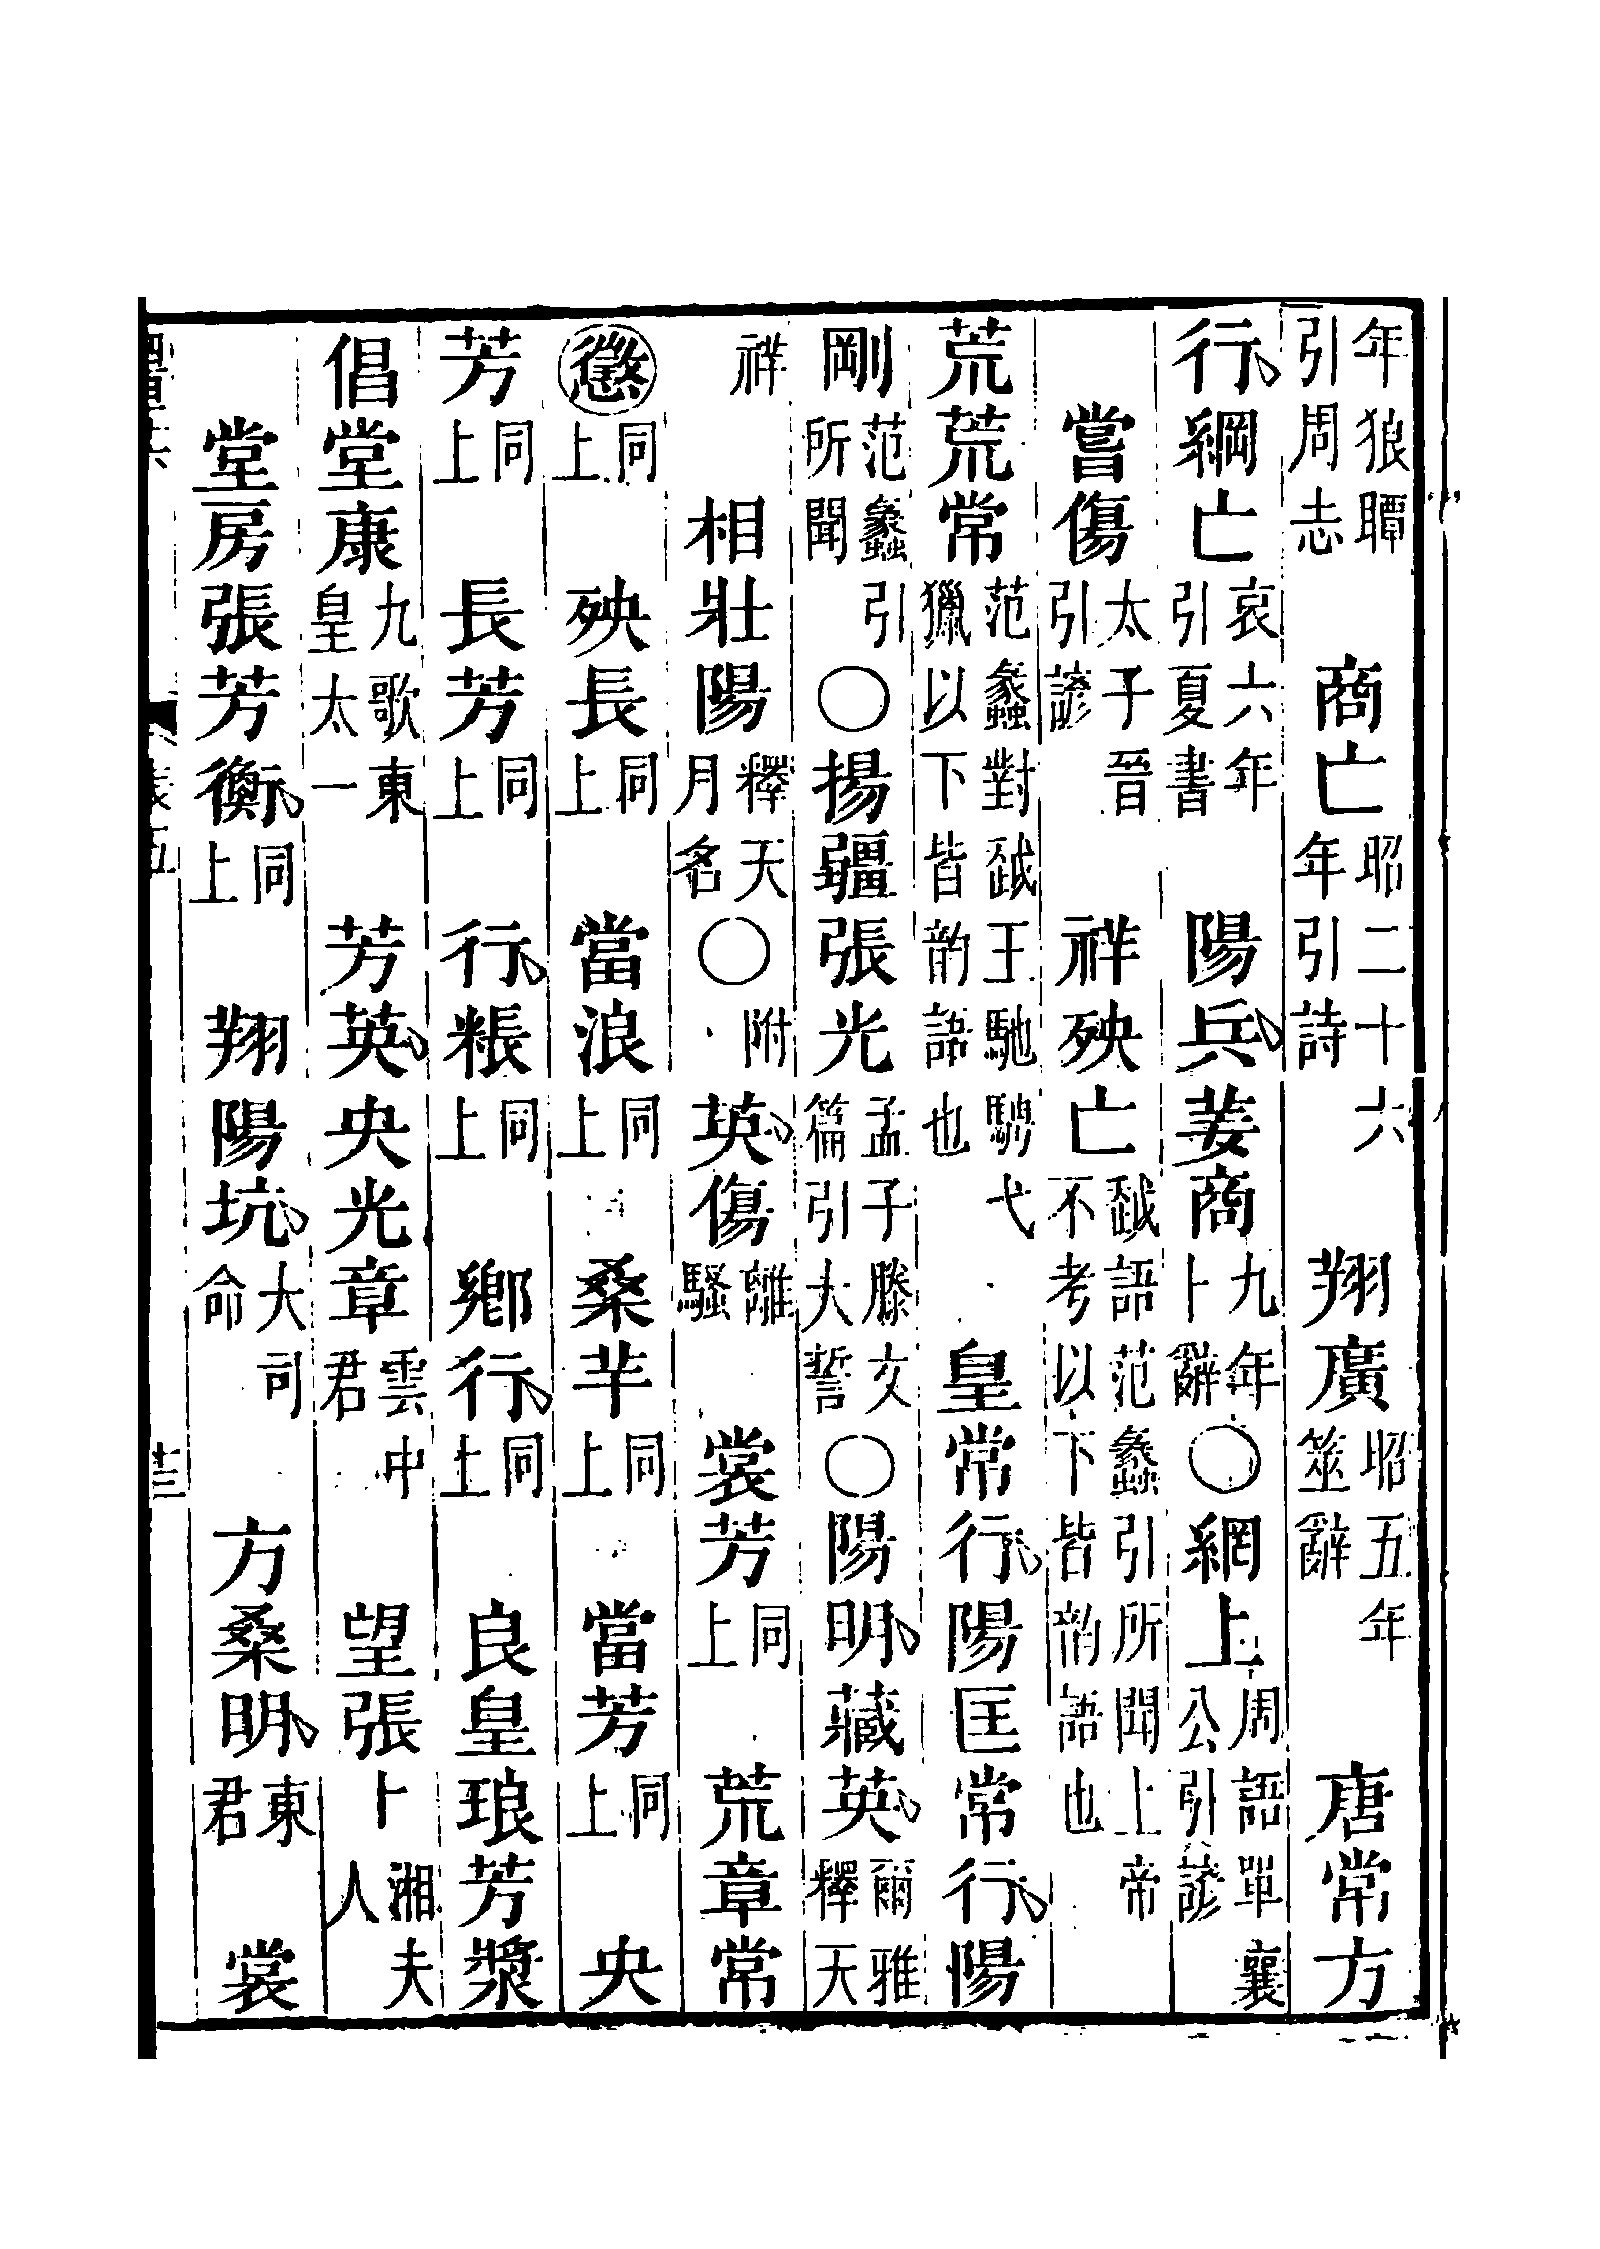 年狼瞫引周志　商亡昭二十六年引詩　翔廣昭五年筮辭　唐常方
行綱亡哀六年引夏書　陽兵姜商九年卜辭○網上周語單襄公引諺
嘗傷太子晉引諺　祥殃亡越語范蠡引所聞上帝不考以下皆韵語也
荒荒常范蠡對越王馳騁弋獵以下皆韵語也　皇常行陽匡常行陽
剛范蠡所聞引○揚疆張光孟子滕文篇引大誓○陽明藏英爾雅釋天
祥　相壯陽釋天月名○附英傷離騷　裳芳同上　荒章常
懲同上　殃長同上　當浪同上　桑羊同上　當芳同上　央
芳同上　長芳同上　行粻同上　鄉行同上　良皇琅芳漿
倡堂康九歌東皇太一　芳英央光章雲中君　望張卜湘夫人
堂房張芳衡同上　翔陽坑大司命　方桑明東君　裳